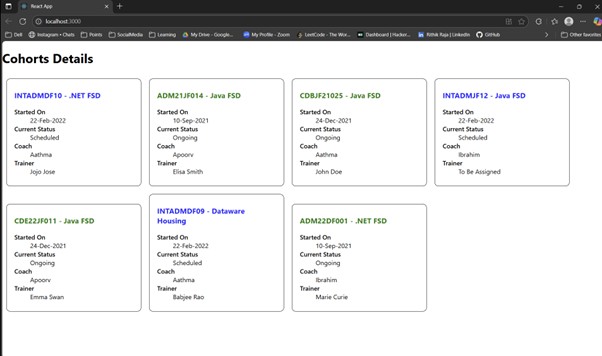 React App
localhost:3000
Dell
Instagram • Chats
Points
SocialMedia
Learning
My Drive - Google...
My Profile - Zoom
LeetCode - The Wor...
Dashboard | Hacker...
Rithik Raja | LinkedIn
GitHub
Other favorites
Cohorts Details
INTADMDF10 - .NET FSD
Started On
22-Feb-2022
Current Status
Scheduled
Coach
Aathma
Trainer
Jojo Jose
ADM21JF014 - Java FSD
Started On
10-Sep-2021
Current Status
Ongoing
Coach
Apoorv
Trainer
Elisa Smith
CDBJF21025 - Java FSD
Started On
24-Dec-2021
Current Status
Ongoing
Coach
Aathma
Trainer
John Doe
INTADMJF12 - Java FSD
Started On
22-Feb-2022
Current Status
Scheduled
Coach
Ibrahim
Trainer
To Be Assigned
CDE22JF011 - Java FSD
Started On
24-Dec-2021
Current Status
Ongoing
Coach
Apoorv
Trainer
Emma Swan
INTADMDF09 - Dataware
Housing
Started On
22-Feb-2022
Current Status
Scheduled
Coach
Aathma
Trainer
Babjee Rao
ADM22DF001 - .NET FSD
Started On
10-Sep-2021
Current Status
Ongoing
Coach
Ibrahim
Trainer
Marie Curie